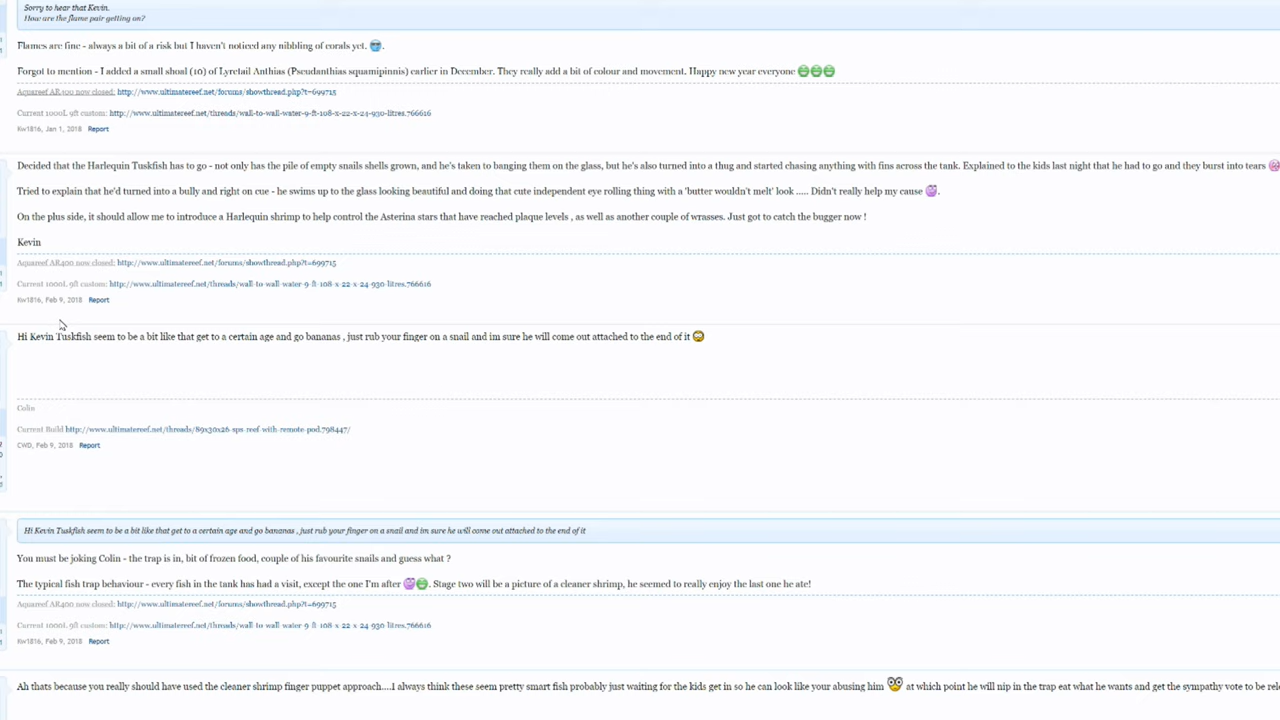 Sorry to hear that Kevin.
How are the flame pair getting on?
Flames are fine - always a bit of a risk but I haven't noticed any nibbling of corals yet. .
Forgot to mention - I added a small shoal (10) of Lyretail Anthias (Pseudanthias squamipinnis) earlier in December. They really add a bit of colour and movement. Happy new year everyone
Aquareef AR400 now closed: http://www.ultimatereef.net/forums/showthread.php?t=699715
Current 1000L 9ft custom: http://www.ultimatereef.net/threads/wall-to-wall-water-9-ft-108-x-22-x-24-930-litres.766616
Kw1816, Jan 1, 2018 Report
Decided that the Harlequin Tuskfish has to go - not only has the pile of empty snails shells grown, and he's taken to banging them on the glass, but he's also turned into a thug and started chasing anything with fins across the tank. Explained to the kids last night that he had to go and they burst into tears
Tried to explain that he'd turned into a bully and right on cue - he swims up to the glass looking beautiful and doing that cute independent eye rolling thing with a 'butter wouldn't melt' look ..... Didn't really help my cause .
On the plus side, it should allow me to introduce a Harlequin shrimp to help control the Asterina stars that have reached plaque levels , as well as another couple of wrasses. Just got to catch the bugger now !
Kevin
Aquareef AR400 now closed: http://www.ultimatereef.net/forums/showthread.php?t=699715
Current 1000L 9ft custom: http://www.ultimatereef.net/threads/wall-to-wall-water-9-ft-108-x-22-x-24-930-litres.766616
Kw1816, Feb 9, 2018 Report
Hi Kevin Tuskfish seem to be a bit like that get to a certain age and go bananas , just rub your finger on a snail and im sure he will come out attached to the end of it
Colin
Current Build http://www.ultimatereef.net/threads/89x30x26-sps-reef-with-remote-pod.798447/
CWD, Feb 9, 2018 Report
Hi Kevin Tuskfish seem to be a bit like that get to a certain age and go bananas , just rub your finger on a snail and im sure he will come out attached to the end of it
You must be joking Colin - the trap is in, bit of frozen food, couple of his favourite snails and guess what ?
The typical fish trap behaviour - every fish in the tank has had a visit, except the one I'm after . Stage two will be a picture of a cleaner shrimp, he seemed to really enjoy the last one he ate!
Aquareef AR400 now closed: http://www.ultimatereef.net/forums/showthread.php?t=699715
Current 1000L 9ft custom: http://www.ultimatereef.net/threads/wall-to-wall-water-9-ft-108-x-22-x-24-930-litres.766616
Kw1816, Feb 9, 2018 Report
Ah thats because you really should have used the cleaner shrimp finger puppet approach....I always think these seem pretty smart fish probably just waiting for the kids get in so he can look like your abusing him at which point he will nip in the trap eat what he wants and get the sympathy vote to be